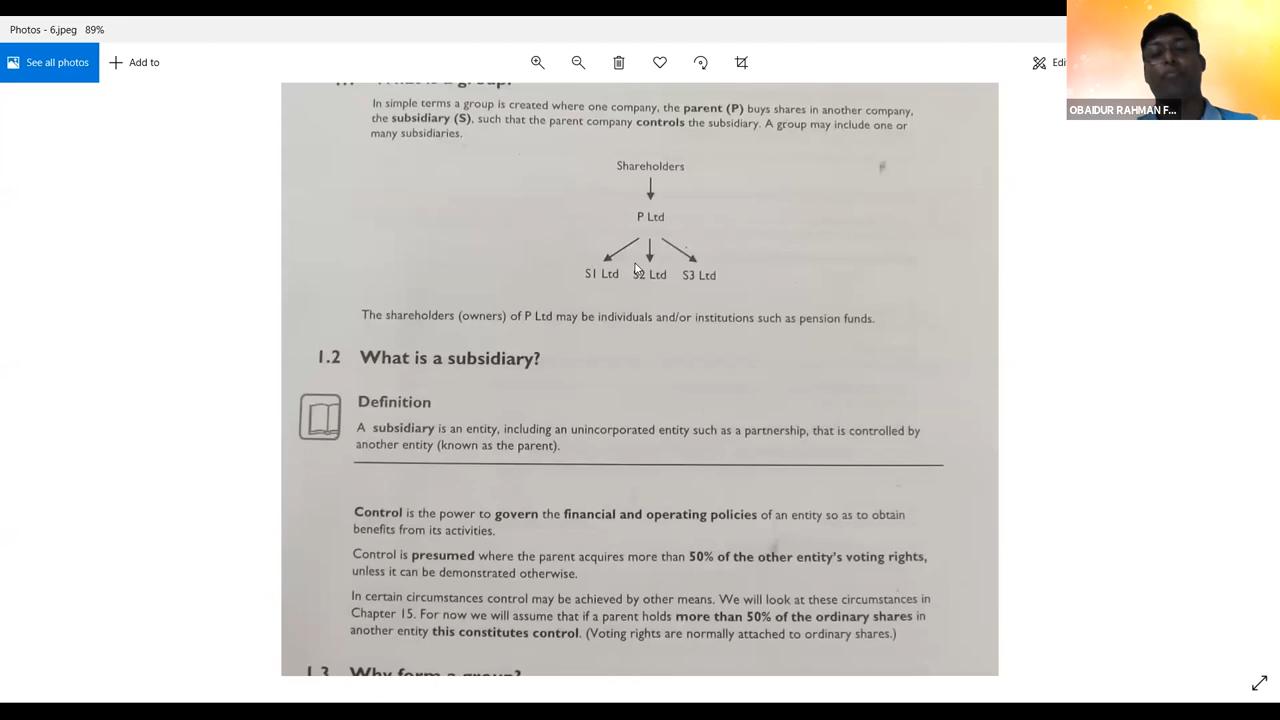 Photos - 6.jpeg 89%
See all photos
Add to
OBAIDUR RAHMAN F...
In simple terms a group is created where one company, the parent (P) buys shares in another company,
the subsidiary (S), such that the parent company controls the subsidiary. A group may include one or
many subsidiaries.
Shareholders
P Ltd
S1 Ltd S2 Ltd S3 Ltd
The shareholders (owners) of P Ltd may be individuals and/or institutions such as pension funds.
1.2 What is a subsidiary?
Definition
A subsidiary is an entity, including an unincorporated entity such as a partnership, that is controlled by
another entity (known as the parent).
Control is the power to govern the financial and operating policies of an entity so as to obtain
benefits from its activities.
Control is presumed where the parent acquires more than 50% of the other entity's voting rights,
unless it can be demonstrated otherwise.
In certain circumstances control may be achieved by other means. We will look at these circumstances in
Chapter 15. For now we will assume that if a parent holds more than 50% of the ordinary shares in
another entity this constitutes control. (Voting rights are normally attached to ordinary shares.)
1.3 Why form a group?